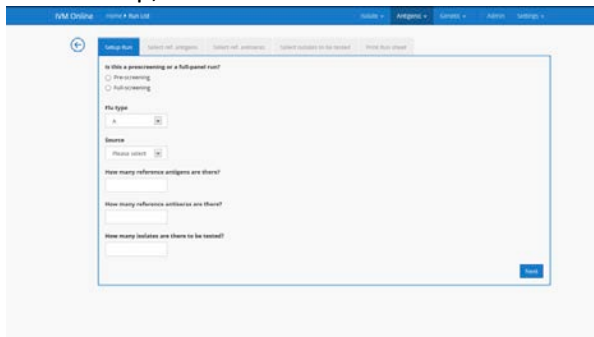 IVM Online Home Run List Isolate Antigenic Genetic Admin Settings
Setup Run Select ref. antigens Select ref. antiseras Select isolates to be tested Print Run sheet
Is this a prescreening or a full-panel run?
Pre-screening
Full-screening
Flu type
A
Source
Please select
How many reference antigens are there?
How many reference antiseras are there?
How many isolates are there to be tested?
Next